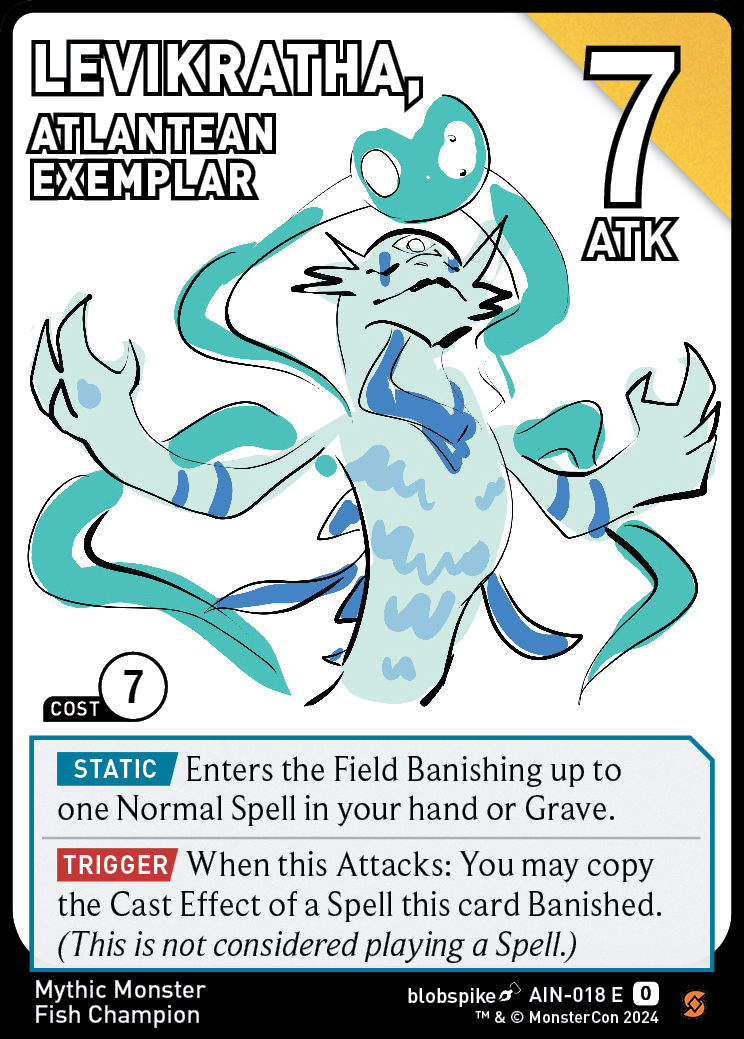 LEVIKRATHA,
ATLANTEAN
EXEMPLAR
7
ATK
COST 7
STATIC Enters the Field Banishing up to
one Normal Spell in your hand or Grave.
TRIGGER When this Attacks: You may copy
the Cast Effect of a Spell this card Banished.
(This is not considered playing a Spell.)
Mythic Monster
Fish Champion
blobspike AIN-018 E 0
™ & © MonsterCon 2024